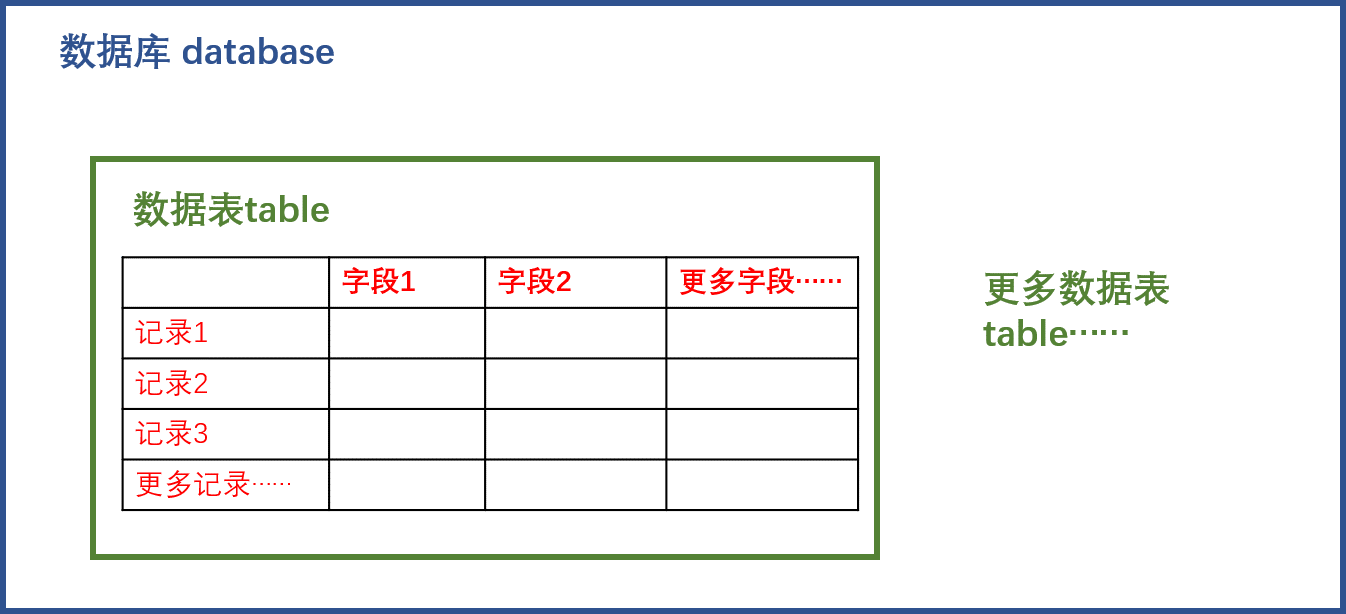 数据库 database
数据表table
字段1 字段2 更多字段……
记录1
记录2
记录3
更多记录……
更多数据表
table……